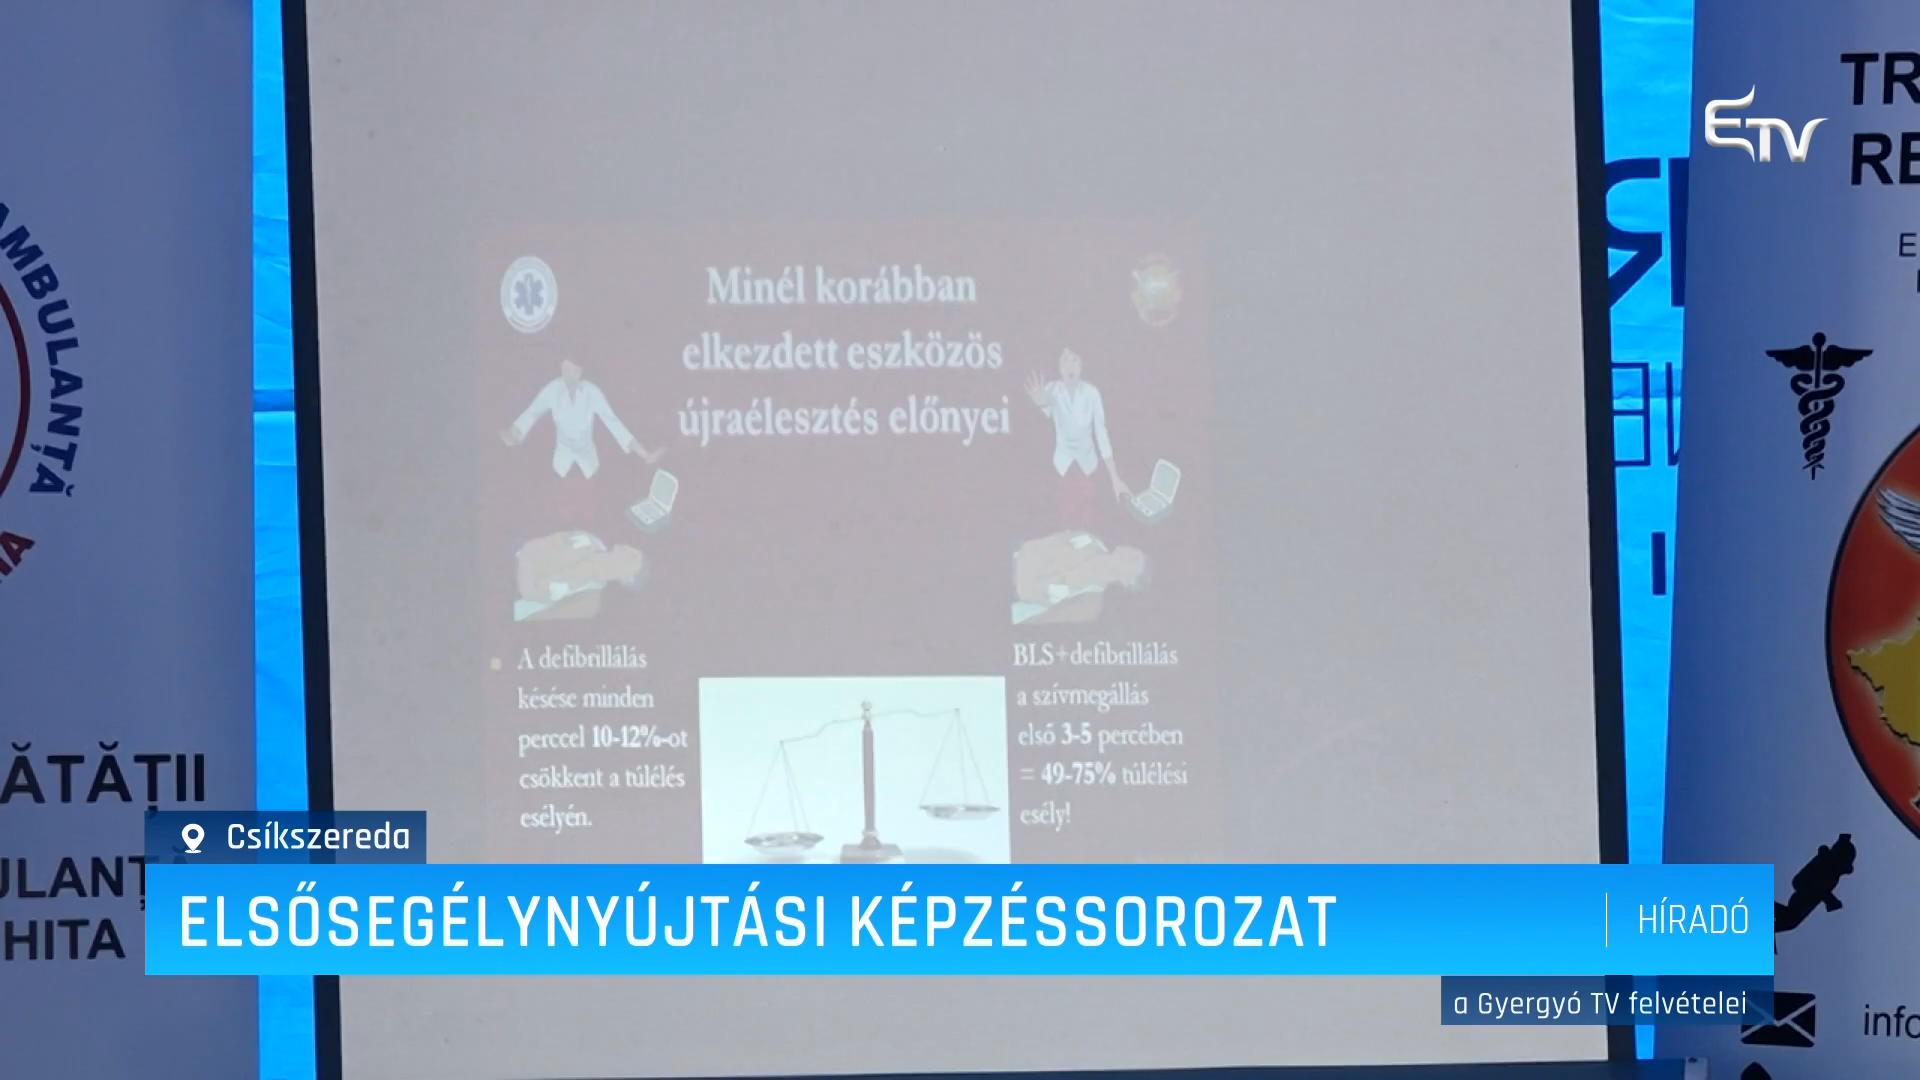 AMBULANȚĂ
ĂTĂȚII
HITA
TR
RE
ETV
Minél korábban
elkezdett eszközös
újraélesztés előnyei
A defibrillálás
késése minden
perccel 10-12%-ot
csökkent a túlélés
esélyén.
BLS+defibrillálás
a szívmegállás
első 3-5 percében
= 49-75% túlélési
esély!
Csíkszereda
ELSŐSEGÉLYNYÚJTÁSI KÉPZÉSSOROZAT
HÍRADÓ
a Gyergyó TV felvételei
info